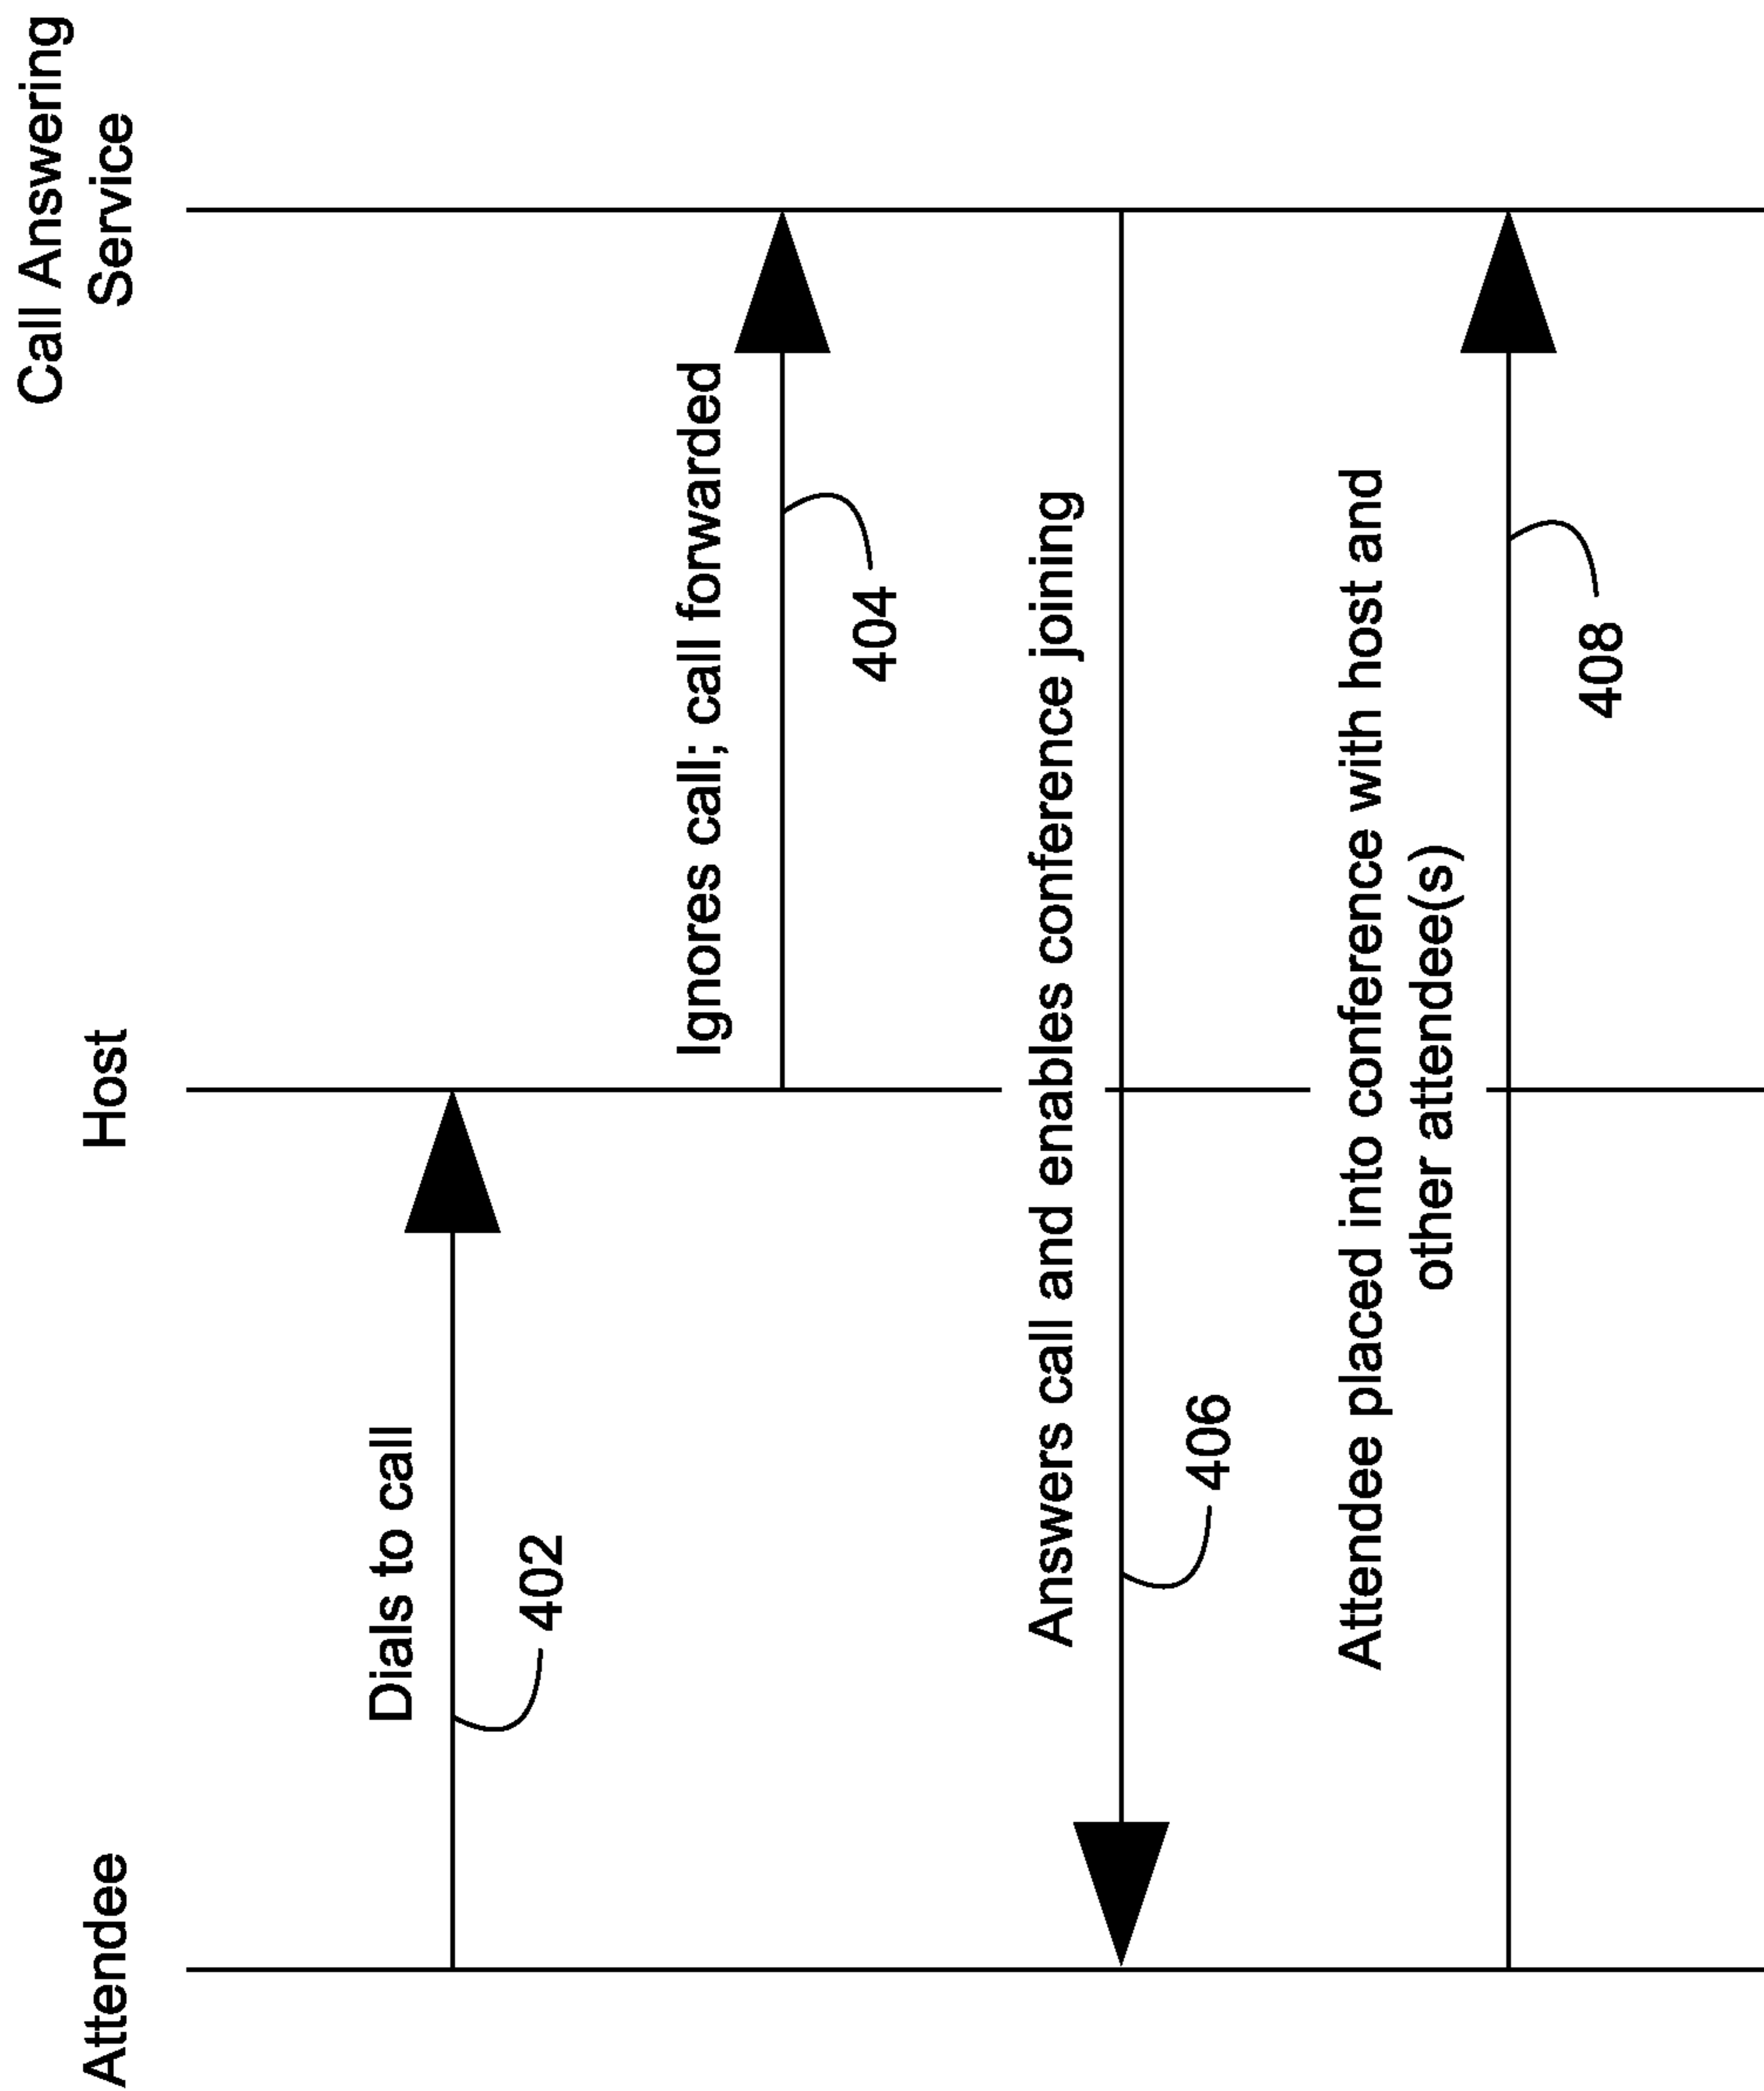 Attendee
Host
Call Answering
Service
Dials to call
402
Ignores call; call forwarded
404
Answers call and enables conference joining
406
Attendee placed into conference with host and
other attendee(s)
408